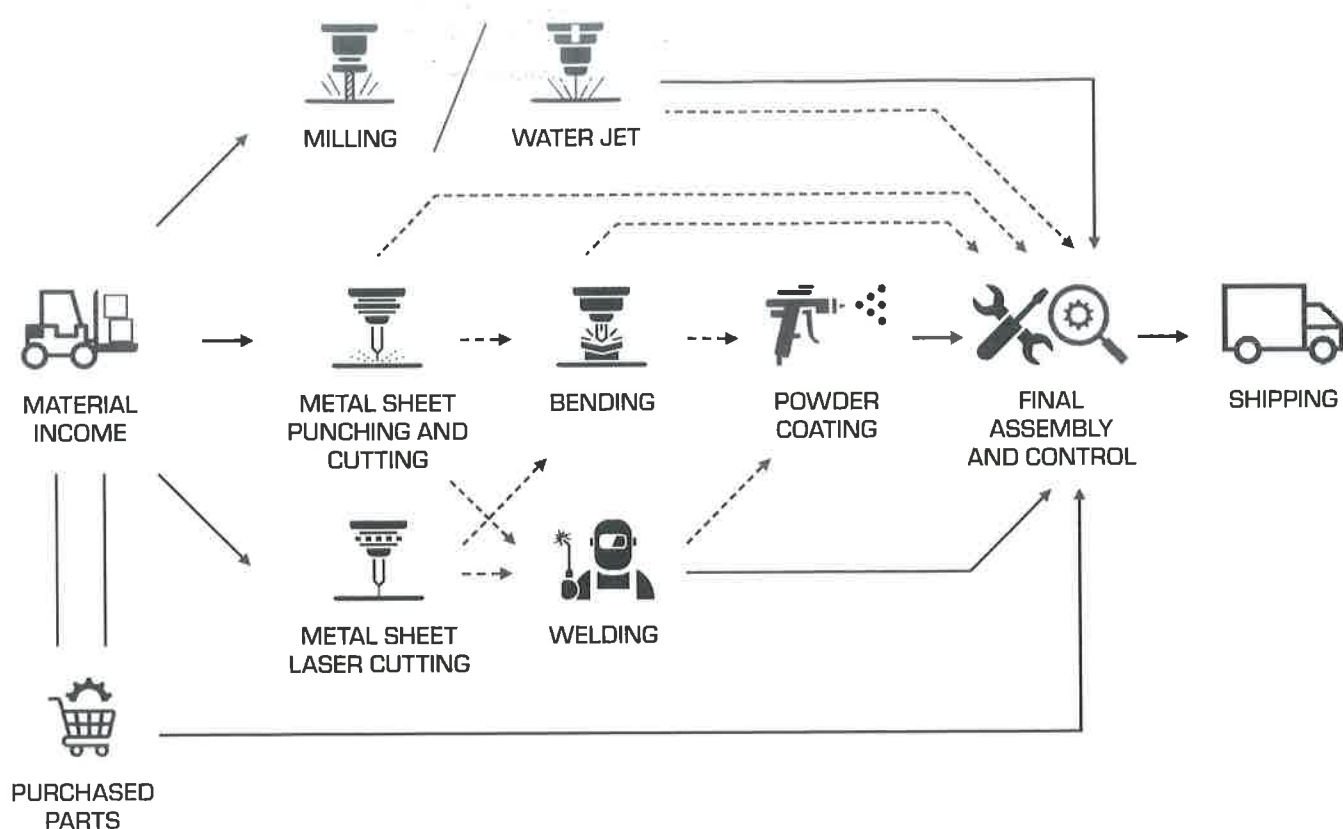 MILLING
WATER JET
MATERIAL
INCOME
METAL SHEET
PUNCHING AND
CUTTING
BENDING
POWDER
COATING
FINAL
ASSEMBLY
AND CONTROL
SHIPPING
METAL SHEET
LASER CUTTING
WELDING
PURCHASED
PARTS